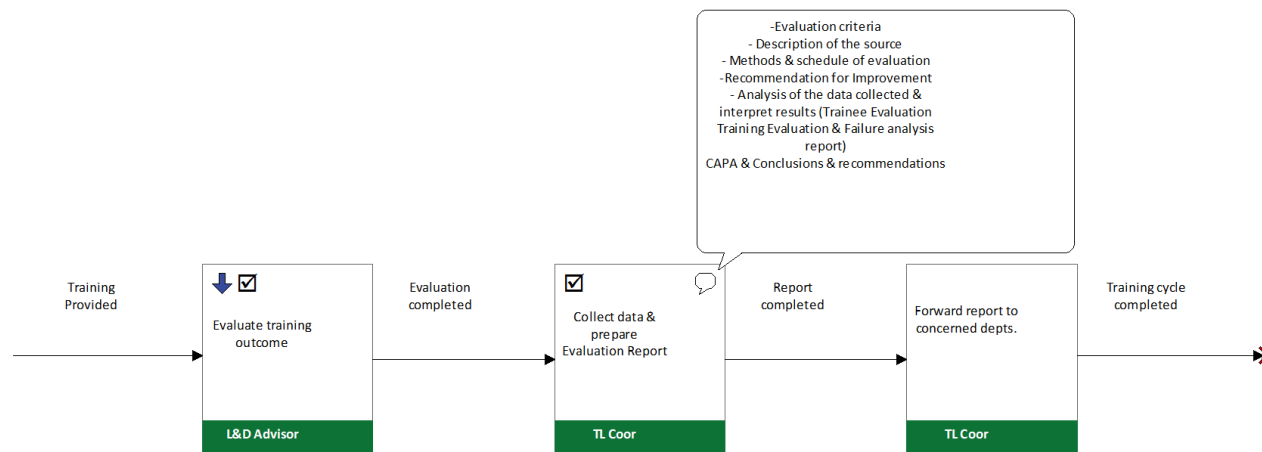 -Evaluation criteria
- Description of the source
- Methods & schedule of evaluation
-Recommendation for Improvement
- Analysis of the data collected &
interpret results (Trainee Evaluation
Training Evaluation & Failure analysis
report)
CAPA & Conclusions & recommendations
Training
Provided
Evaluate training
outcome
L&D Advisor
Evaluation
completed
Collect data &
prepare
Evaluation Report
TL Coor
Report
completed
Forward report to
concerned depts.
TL Coor
Training cycle
completed